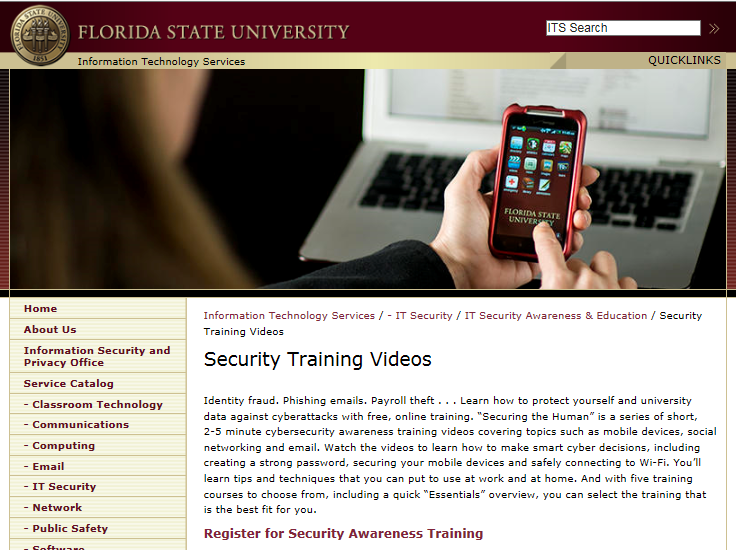 FLORIDA STATE UNIVERSITY
1851
ITS Search
Information Technology Services
QUICKLINKS
FLORIDA STATE
UNIVERSITY
Home
About Us
Information Security and
Privacy Office
Service Catalog
- Classroom Technology
- Communications
- Computing
- Email
- IT Security
- Network
- Public Safety
- Software
Information Technology Services / - IT Security / IT Security Awareness & Education / Security
Training Videos
Security Training Videos
Identity fraud. Phishing emails. Payroll theft . . . Learn how to protect yourself and university
data against cyberattacks with free, online training. “Securing the Human” is a series of short,
2-5 minute cybersecurity awareness training videos covering topics such as mobile devices, social
networking and email. Watch the videos to learn how to make smart cyber decisions, including
creating a strong password, securing your mobile devices and safely connecting to Wi-Fi. You’ll
learn tips and techniques that you can put to use at work and at home. And with five training
courses to choose from, including a quick “Essentials” overview, you can select the training that
is the best fit for you.
Register for Security Awareness Training